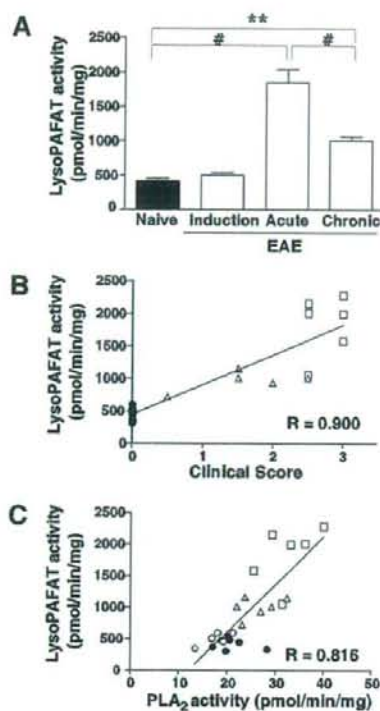 A
**
# #
LysoPAFAT activity
(pmol/min/mg)
2500
2000
1500
1000
500
0
Naive Induction Acute Chronic
EAE
B
LysoPAFAT activity
(pmol/min/mg)
2500
2000
1500
1000
500
0
R = 0.900
0 1 2 3
Clinical Score
C
LysoPAFAT activity
(pmol/min/mg)
2500
2000
1500
1000
500
0
R = 0.816
0 10 20 30 40 50
PLA2 activity (pmol/min/mg)